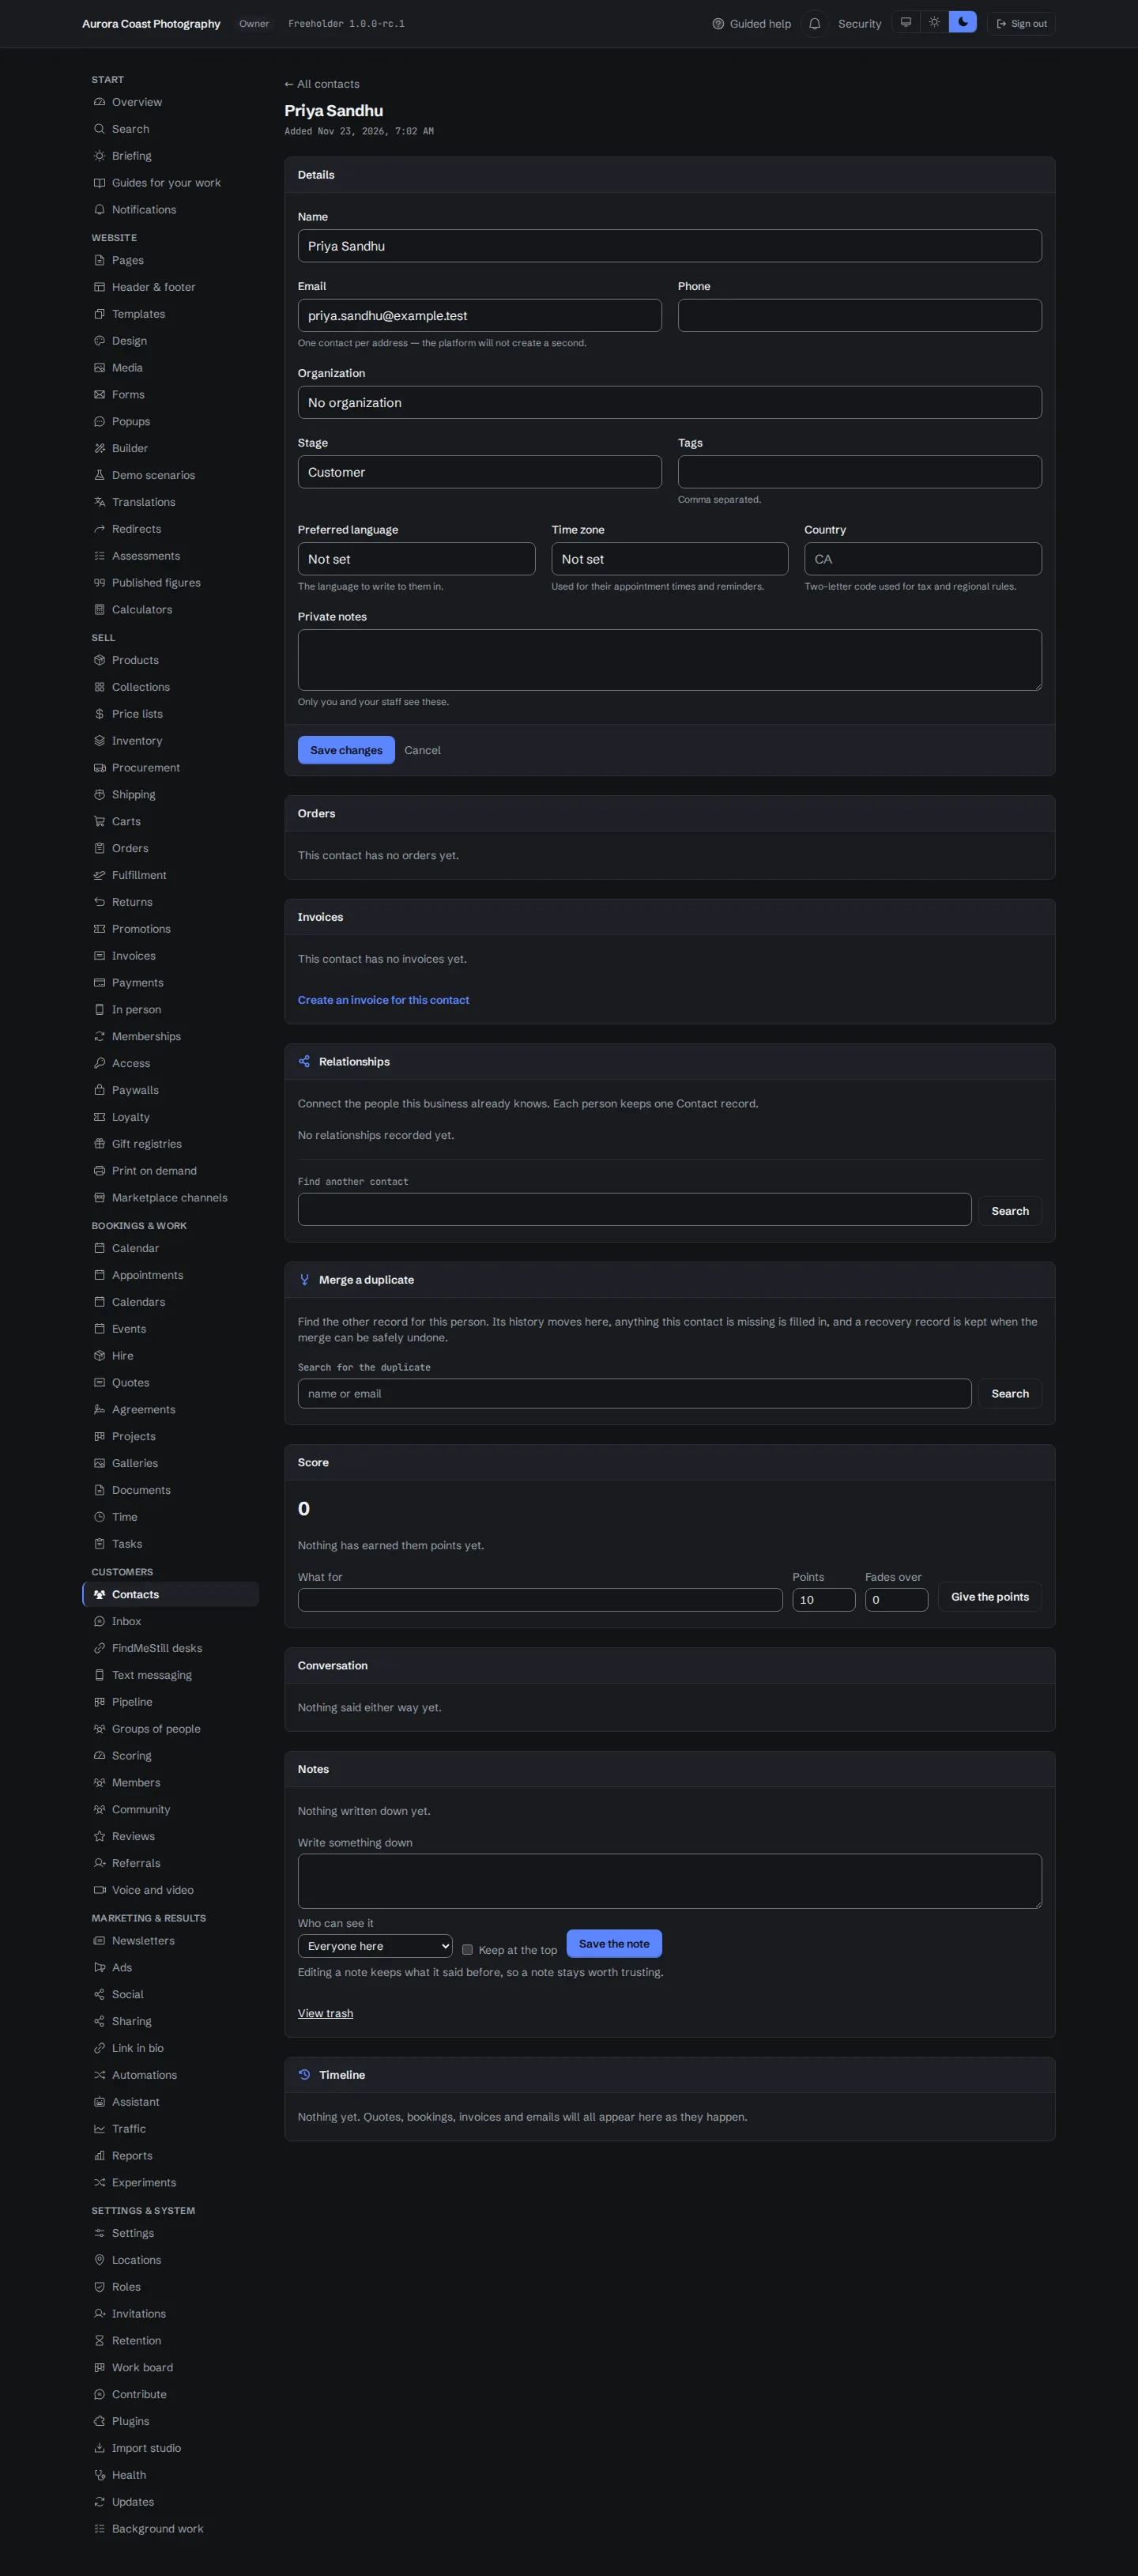 Aurora Coast Photography Owner Freeholder 1.0.0-rc.1 Guided help Security Sign out
START
Overview
Search
Briefing
Guides for your work
Notifications
WEBSITE
Pages
Header & footer
Templates
Design
Media
Forms
Popups
Builder
Demo scenarios
Translations
Redirects
Assessments
Published figures
Calculators
SELL
Products
Collections
Price lists
Inventory
Procurement
Shipping
Carts
Orders
Fulfillment
Returns
Promotions
Invoices
Payments
In person
Memberships
Access
Paywalls
Loyalty
Gift registries
Print on demand
Marketplace channels
BOOKINGS & WORK
Calendar
Appointments
Calendars
Events
Hire
Quotes
Agreements
Projects
Galleries
Documents
Time
Tasks
CUSTOMERS
Contacts
Inbox
FindMeStill desks
Text messaging
Pipeline
Groups of people
Scoring
Members
Community
Reviews
Referrals
Voice and video
MARKETING & RESULTS
Newsletters
Ads
Social
Sharing
Link in bio
Automations
Assistant
Traffic
Reports
Experiments
SETTINGS & SYSTEM
Settings
Locations
Roles
Invitations
Retention
Work board
Contribute
Plugins
Import studio
Health
Updates
Background work
← All contacts
Priya Sandhu
Added Nov 23, 2026, 7:02 AM
Details
Name
Priya Sandhu
Email Phone
priya.sandhu@example.test
One contact per address — the platform will not create a second.
Organization
No organization
Stage Tags
Customer
Comma separated.
Preferred language Time zone Country
Not set Not set CA
The language to write to them in. Used for their appointment times and reminders. Two-letter code used for tax and regional rules.
Private notes
Only you and your staff see these.
Save changes Cancel
Orders
This contact has no orders yet.
Invoices
This contact has no invoices yet.
Create an invoice for this contact
Relationships
Connect the people this business already knows. Each person keeps one Contact record.
No relationships recorded yet.
Find another contact
Search
Merge a duplicate
Find the other record for this person. Its history moves here, anything this contact is missing is filled in, and a recovery record is kept when the
merge can be safely undone.
Search for the duplicate
name or email Search
Score
0
Nothing has earned them points yet.
What for Points Fades over
10 0 Give the points
Conversation
Nothing said either way yet.
Notes
Nothing written down yet.
Write something down
Who can see it
Everyone here Keep at the top Save the note
Editing a note keeps what it said before, so a note stays worth trusting.
View trash
Timeline
Nothing yet. Quotes, bookings, invoices and emails will all appear here as they happen.